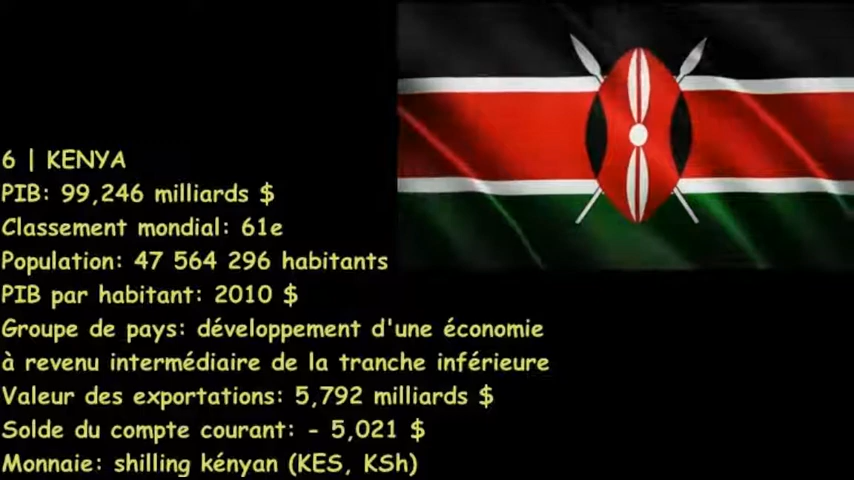 6 | KENYA
PIB: 99,246 milliards $
Classement mondial: 61e
Population: 47 564 296 habitants
PIB par habitant: 2010 $
Groupe de pays: développement d'une économie
à revenu intermédiaire de la tranche inférieure
Valeur des exportations: 5,792 milliards $
Solde du compte courant: - 5,021 $
Monnaie: shilling kényan (KES, KSh)